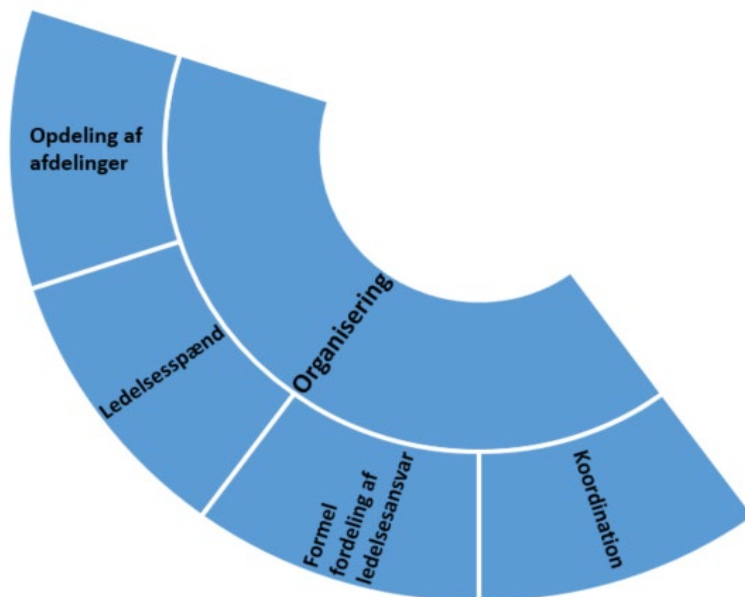 Opdeling af
afdelinger
Ledelsesspænd
Organisering
Formel
fordeling af
ledelsesansvar
Koordination